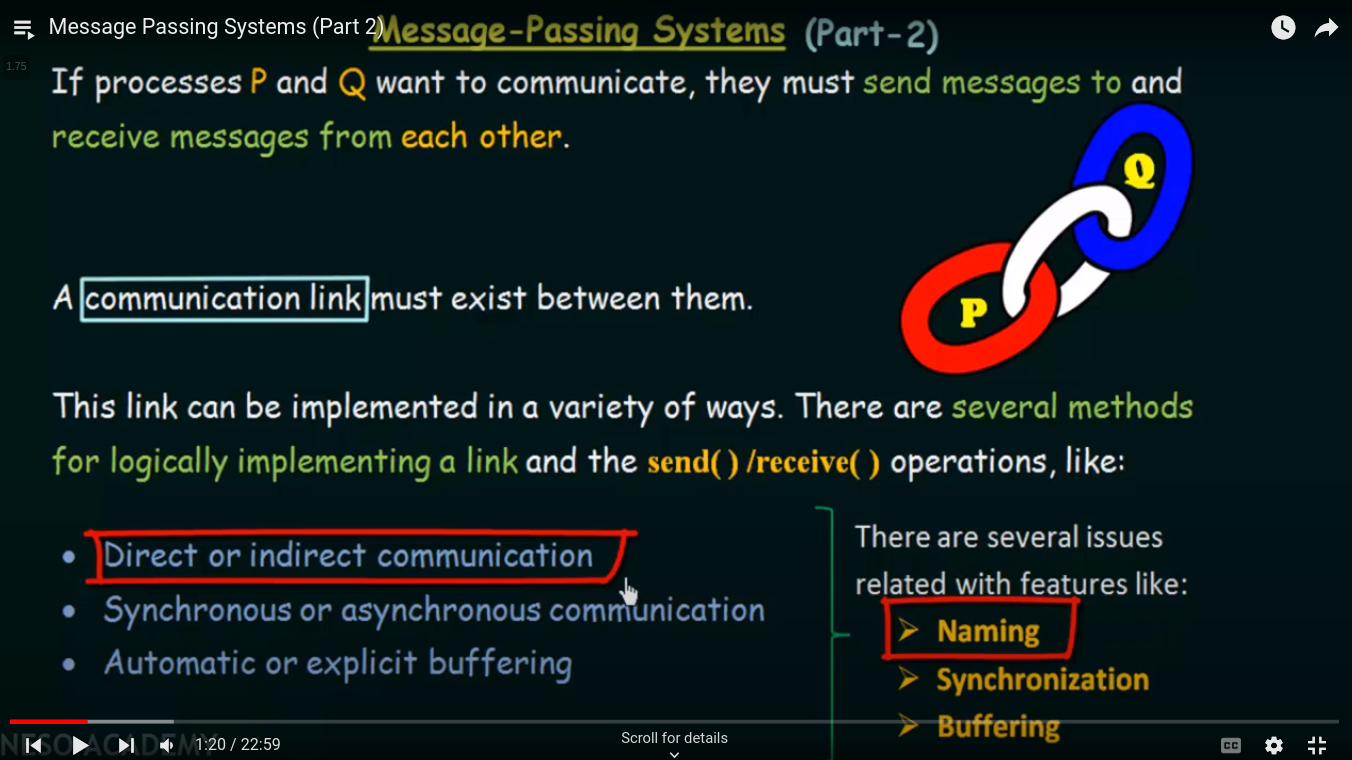 Message Passing Systems (Part 2)
Message-Passing Systems (Part-2)
1.75
If processes P and Q want to communicate, they must send messages to and
receive messages from each other.
Q
P
A communication link must exist between them.
This link can be implemented in a variety of ways. There are several methods
for logically implementing a link and the send( ) /receive( ) operations, like:
• Direct or indirect communication
• Synchronous or asynchronous communication
• Automatic or explicit buffering
There are several issues
related with features like:
➢ Naming
➢ Synchronization
➢ Buffering
NESO ACADEMY
1:20 / 22:59
Scroll for details
CC